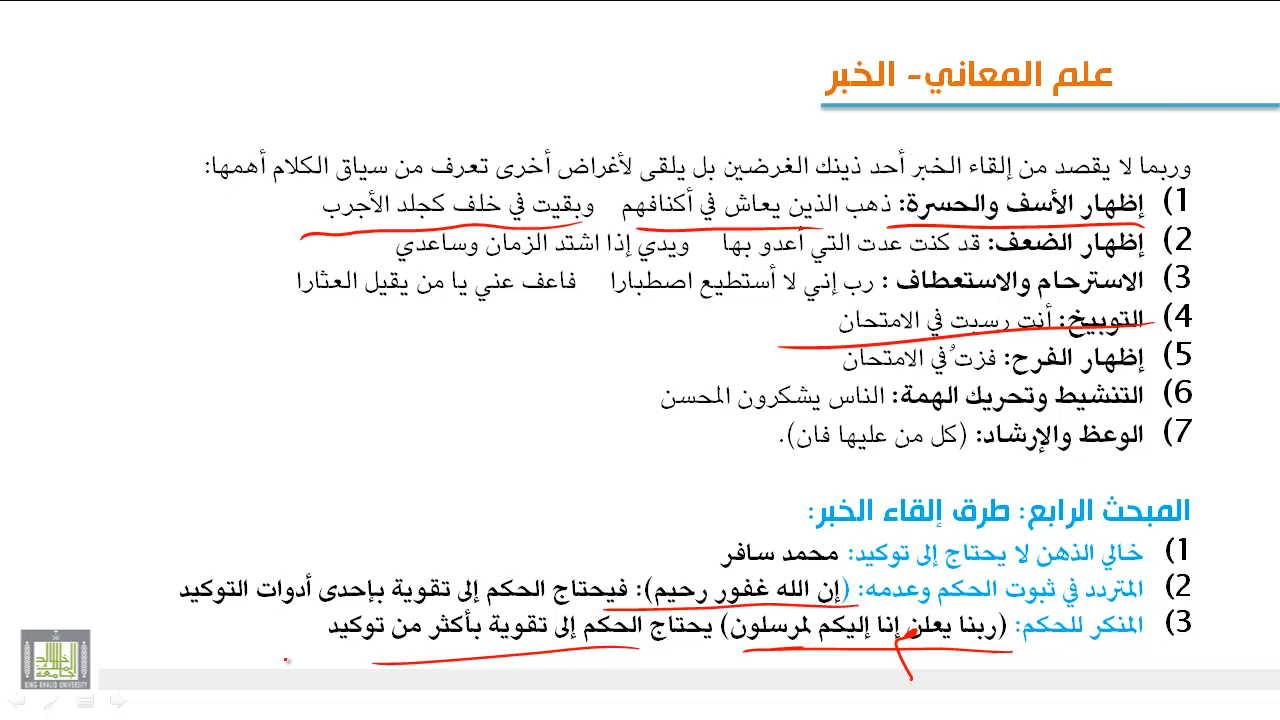 علم المعاني- الخبر
وربما لا يقصد من إلقاء الخبر أحد ذينك الغرضين بل يلقى لأغراض أخرى تعرف من سياق الكلام أهمها:
1) إظهار الأسف والحسرة: ذهب الذين يعاش في أكنافهم وبقيت في خلف كجلد الأجرب
2) إظهار الضعف: قد كنت عدت التي أعدو بها ويدي إذا اشتد الزمان وساعدي
3) الاسترحام والاستعطاف : رب إني لا أستطيع اصطبارا فاعف عني يا من يقيل العثارا
4) التوبيخ: أنت رسبت في الامتحان
5) إظهار الفرح: فزتُ في الامتحان
6) التنشيط وتحريك الهمة: الناس يشكرون المحسن
7) الوعظ والإرشاد: (كل من عليها فان).
المبحث الرابع: طرق إلقاء الخبر:
1) خالي الذهن لا يحتاج إلى توكيد: محمد سافر
2) المتردد في ثبوت الحكم وعدمه: (إن الله غفور رحيم): فيحتاج الحكم إلى تقوية بإحدى أدوات التوكيد
3) المنكر للحكم: (ربنا يعلن إنا إليكم لمرسلون) يحتاج الحكم إلى تقوية بأكثر من توكيد
جامعة الملك خالد
KING KHALID UNIVERSITY